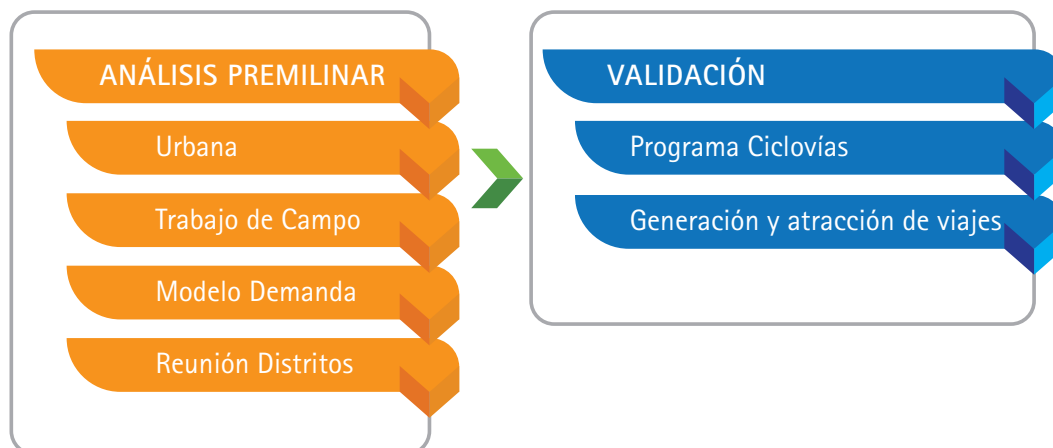 ANÁLISIS PREMILINAR
Urbana
Trabajo de Campo
Modelo Demanda
Reunión Distritos
VALIDACIÓN
Programa Ciclovías
Generación y atracción de viajes